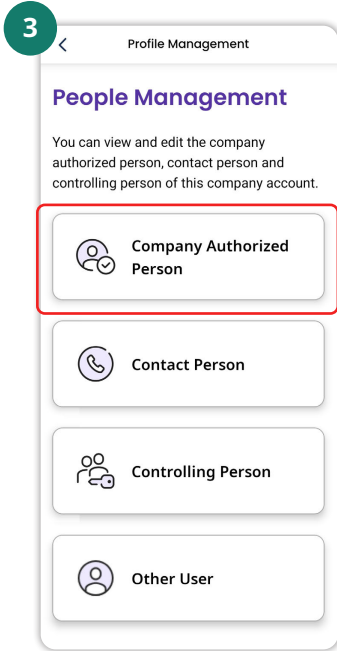 3
Profile Management
People Management
You can view and edit the company
authorized person, contact person and
controlling person of this company account.
Company Authorized
Person
Contact Person
Controlling Person
Other User